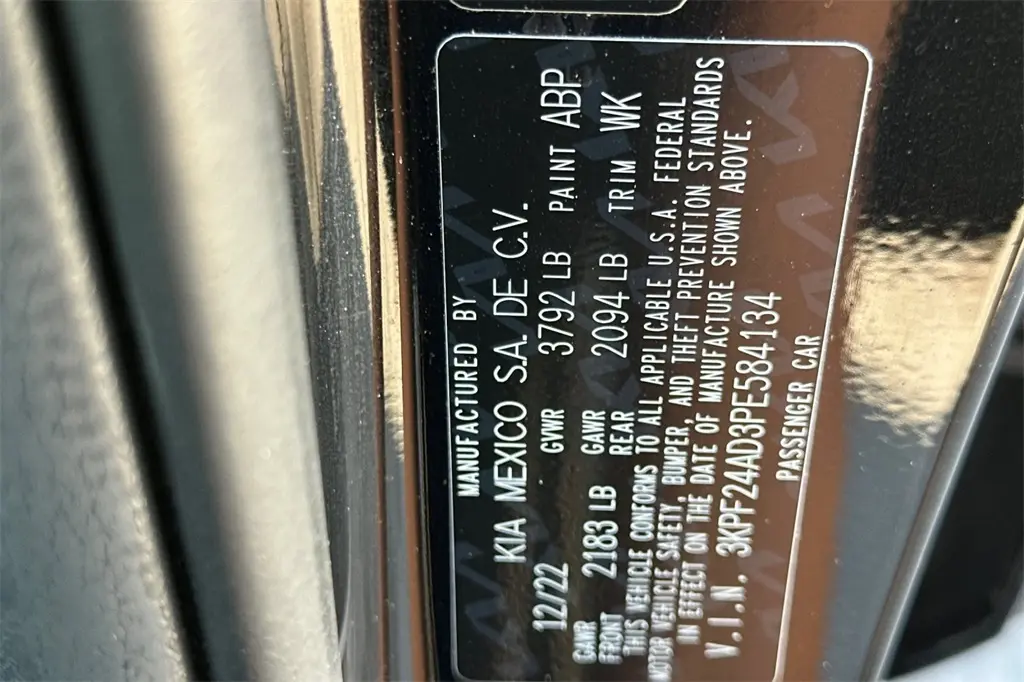 MANUFACTURED BY
KIA MEXICO S.A. DE C.V.
12/22 GVWR 3792 LB PAINT ABP
GAWR FRONT 2183 LB GAWR REAR 2094 LB TRIM WK
THIS VEHICLE CONFORMS TO ALL APPLICABLE U.S.A. FEDERAL
MOTOR VEHICLE SAFETY, BUMPER, AND THEFT PREVENTION STANDARDS
IN EFFECT ON THE DATE OF MANUFACTURE SHOWN ABOVE.
V.I.N. 3KPF24AD3PE584134
PASSENGER CAR